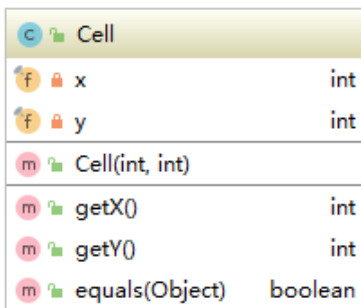 C Cell
f x int
f y int
m Cell(int, int)
m getX() int
m getY() int
m equals(Object) boolean